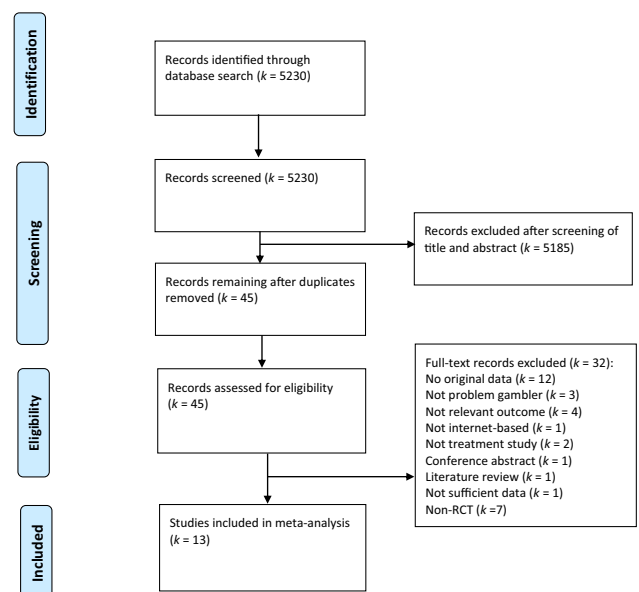 Identification
Records identified through
database search (k = 5230)
Screening
Records screened (k = 5230)
Records excluded after screening of
title and abstract (k = 5185)
Records remaining after duplicates
removed (k = 45)
Eligibility
Records assessed for eligibility
(k = 45)
Full-text records excluded (k = 32):
No original data (k = 12)
Not problem gambler (k = 3)
Not relevant outcome (k = 4)
Not internet-based (k = 1)
Not treatment study (k = 2)
Conference abstract (k = 1)
Literature review (k = 1)
Not sufficient data (k = 1)
Non-RCT (k =7)
Included
Studies included in meta-analysis
(k = 13)